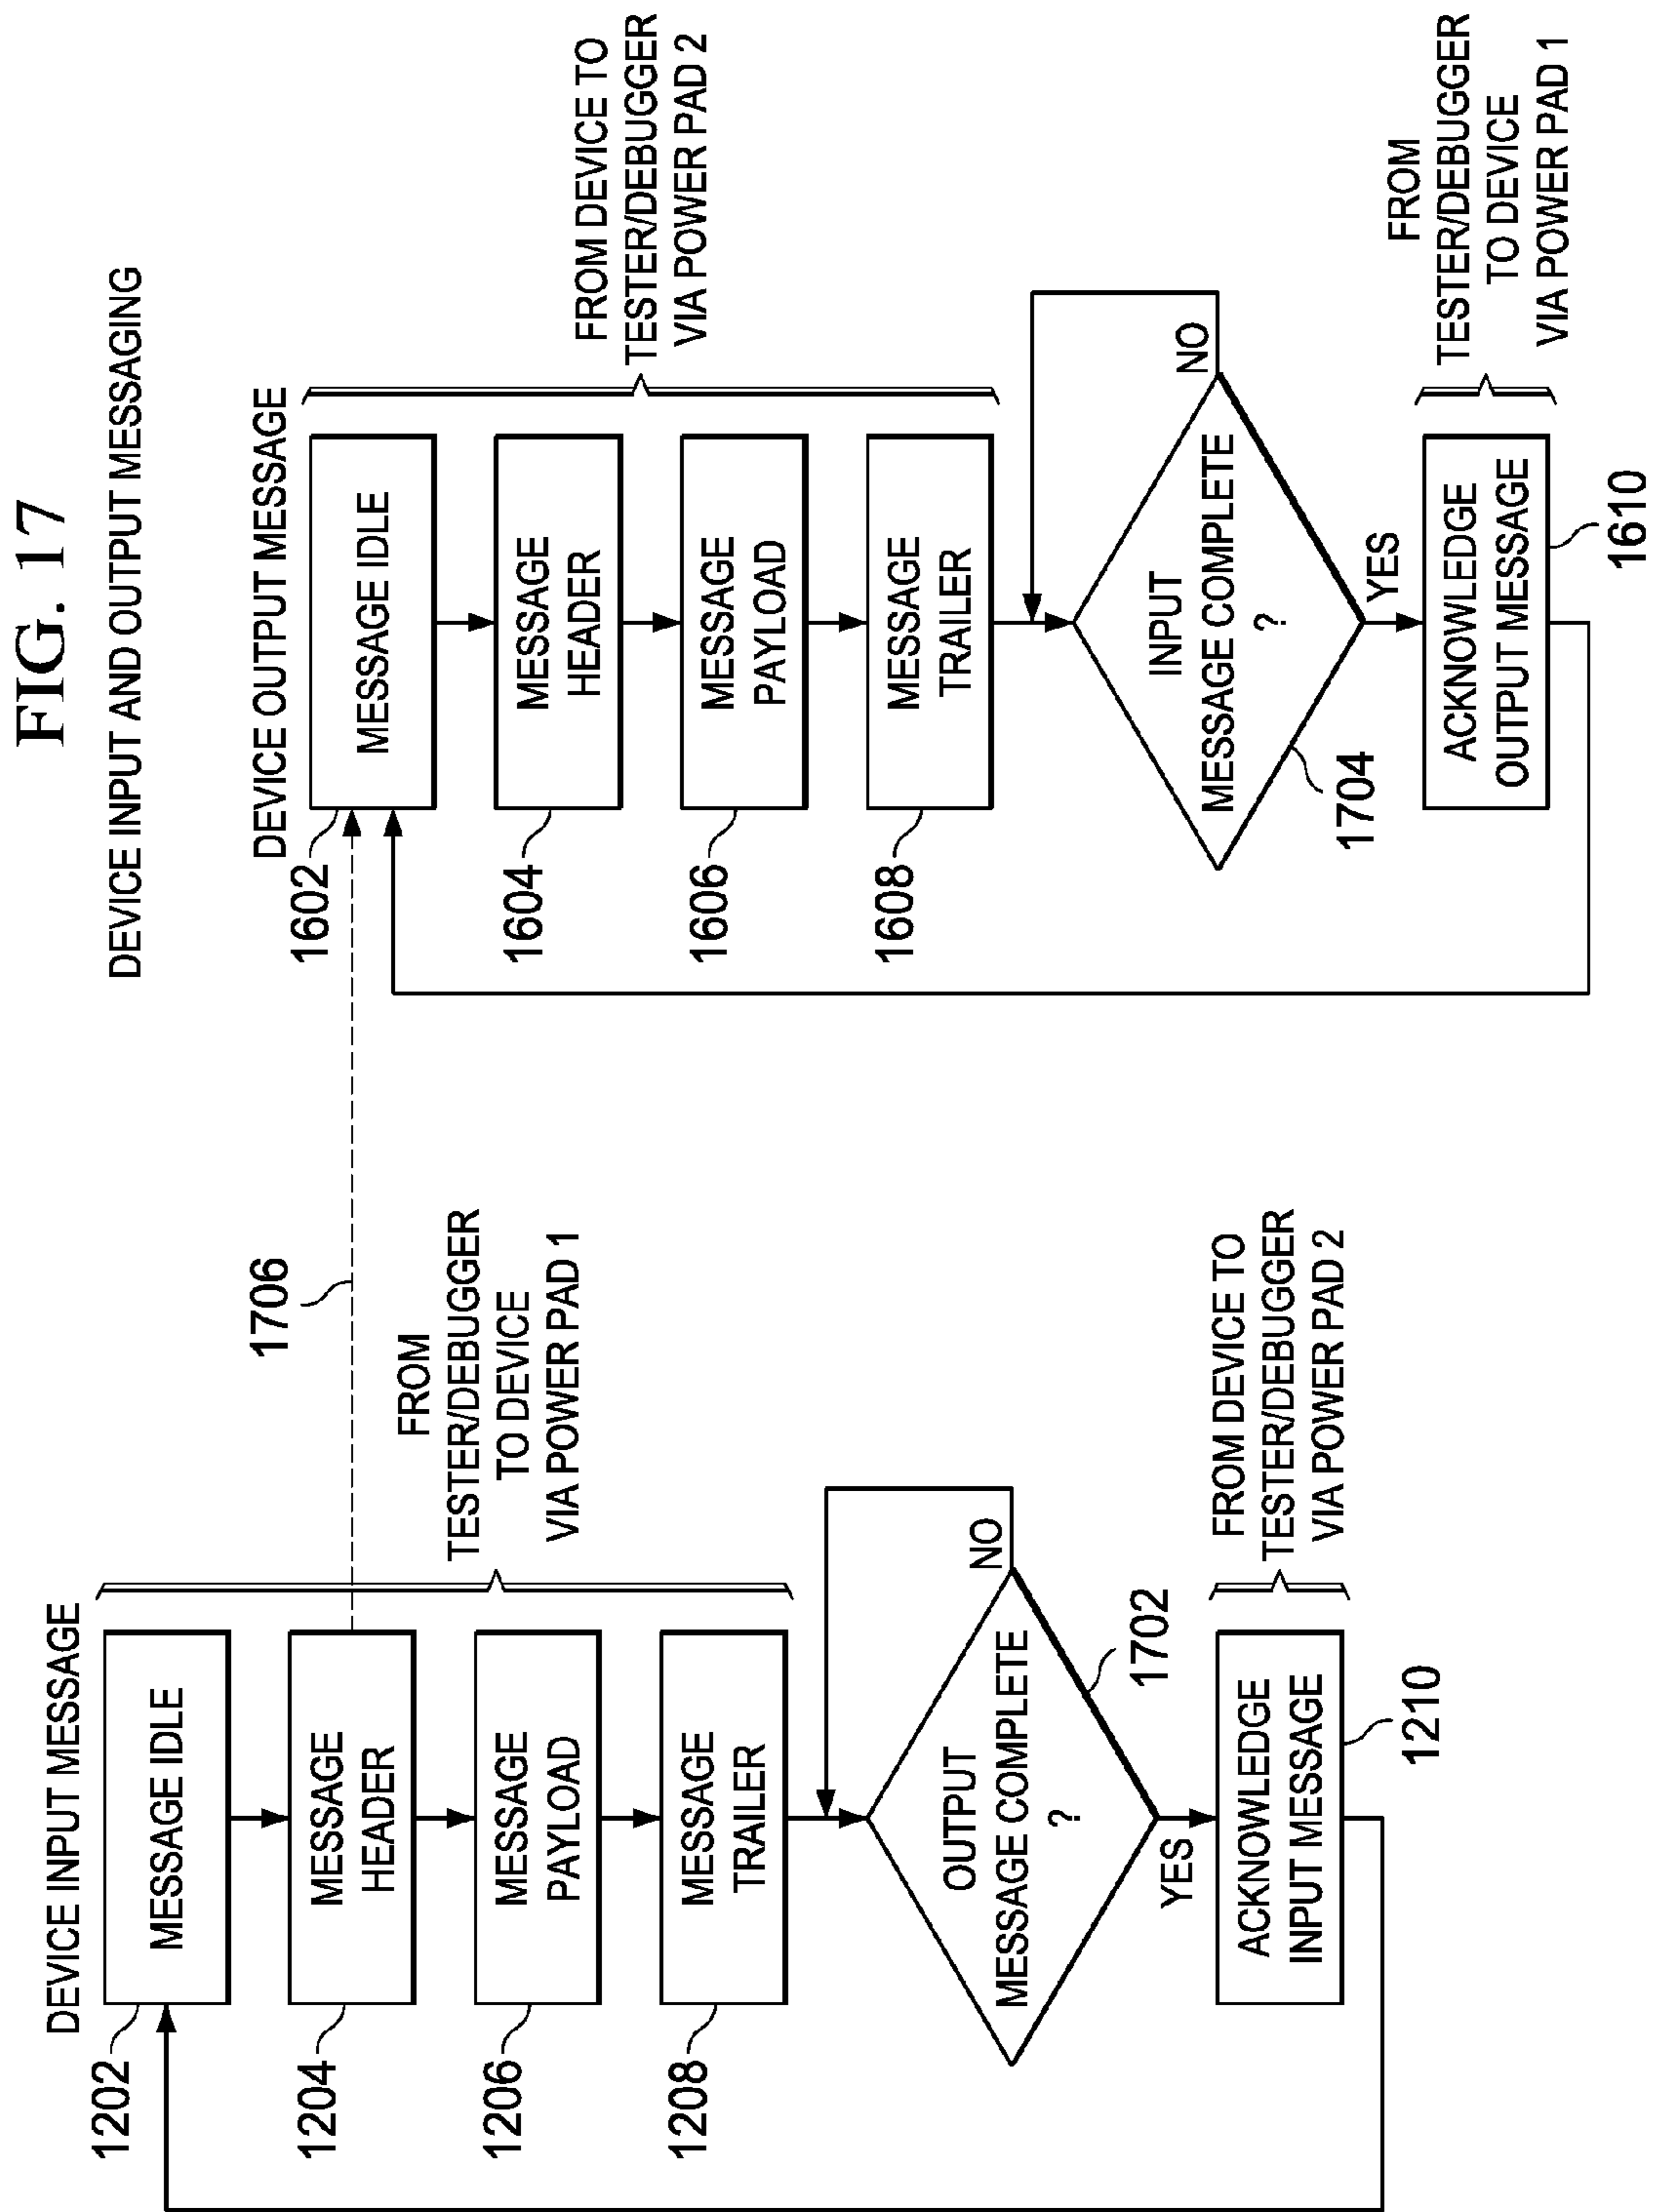 FIG. 17
DEVICE INPUT AND OUTPUT MESSAGING
DEVICE INPUT MESSAGE
1202
MESSAGE IDLE
1204
MESSAGE
HEADER
1206
MESSAGE
PAYLOAD
1208
MESSAGE
TRAILER
1706
FROM
TESTER/DEBUGGER
TO DEVICE
VIA POWER PAD 1
OUTPUT
MESSAGE COMPLETE
?
NO
1702
YES
ACKNOWLEDGE
INPUT MESSAGE
1210
FROM DEVICE TO
TESTER/DEBUGGER
VIA POWER PAD 2
DEVICE OUTPUT MESSAGE
1602
MESSAGE IDLE
1604
MESSAGE
HEADER
1606
MESSAGE
PAYLOAD
1608
MESSAGE
TRAILER
FROM DEVICE TO
TESTER/DEBUGGER
VIA POWER PAD 2
INPUT
MESSAGE COMPLETE
?
NO
1704
YES
ACKNOWLEDGE
OUTPUT MESSAGE
1610
FROM
TESTER/DEBUGGER
TO DEVICE
VIA POWER PAD 1